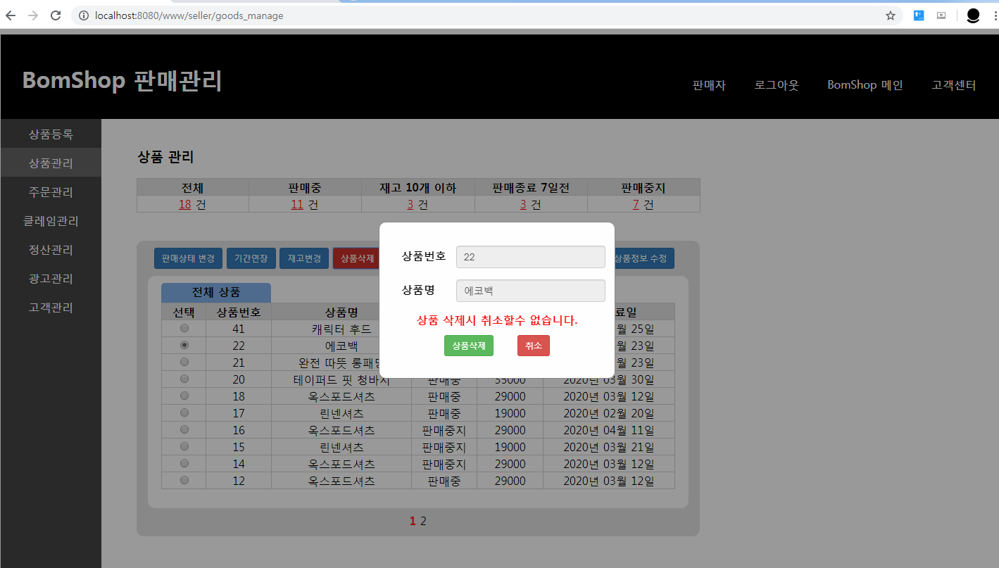 localhost:8080/www/seller/goods_manage
BomShop 판매관리
판매자 로그아웃 BomShop 메인 고객센터
상품등록
상품관리
주문관리
클레임관리
정산관리
광고관리
고객관리
상품 관리
전체 판매중 재고 10개 이하 판매종료 7일전 판매중지
18 건 11 건 3 건 3 건 7 건
판매상태 변경 기간연장 재고변경 상품삭제 상품정보 수정
상품번호 22
상품명 에코백
상품 삭제시 취소할수 없습니다.
상품삭제 취소
전체 상품
선택 상품번호 상품명 료일
41 캐릭터 후드 월 25일
22 에코백 월 23일
21 완전 따뜻 롱패딩 월 23일
20 테이퍼드 핏 청바지 판매중 35000 2020년 03월 30일
18 옥스포드셔츠 판매중 29000 2020년 03월 12일
17 린넨셔츠 판매중 19000 2020년 02월 20일
16 옥스포드셔츠 판매중지 29000 2020년 04월 11일
15 린넨셔츠 판매중지 19000 2020년 03월 21일
14 옥스포드셔츠 판매중지 29000 2020년 03월 12일
12 옥스포드셔츠 판매중 29000 2020년 03월 12일
1 2